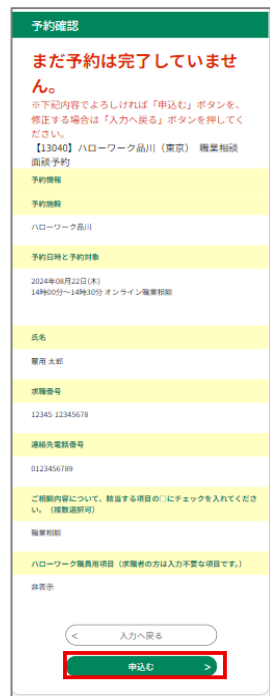 予約確認
まだ予約は完了していませ
ん。
※下記内容でよろしければ「申込む」ボタンを、
修正する場合は「入力へ戻る」ボタンを押してく
ださい。
【13040】ハローワーク品川（東京） 職業相談
面談予約
予約情報
予約施設
ハローワーク品川
予約日時と予約対象
2024年08月22日(木)
14時00分～14時30分 オンライン職業相談
氏名
雇用 太郎
求職番号
12345 12345678
連絡先電話番号
0123456789
ご相談内容について、該当する項目の□にチェックを入れてくださ
い。（複数選択可）
職業相談
ハローワーク職員用項目（求職者の方は入力不要な項目です。）
非表示
< 入力へ戻る
申込む >